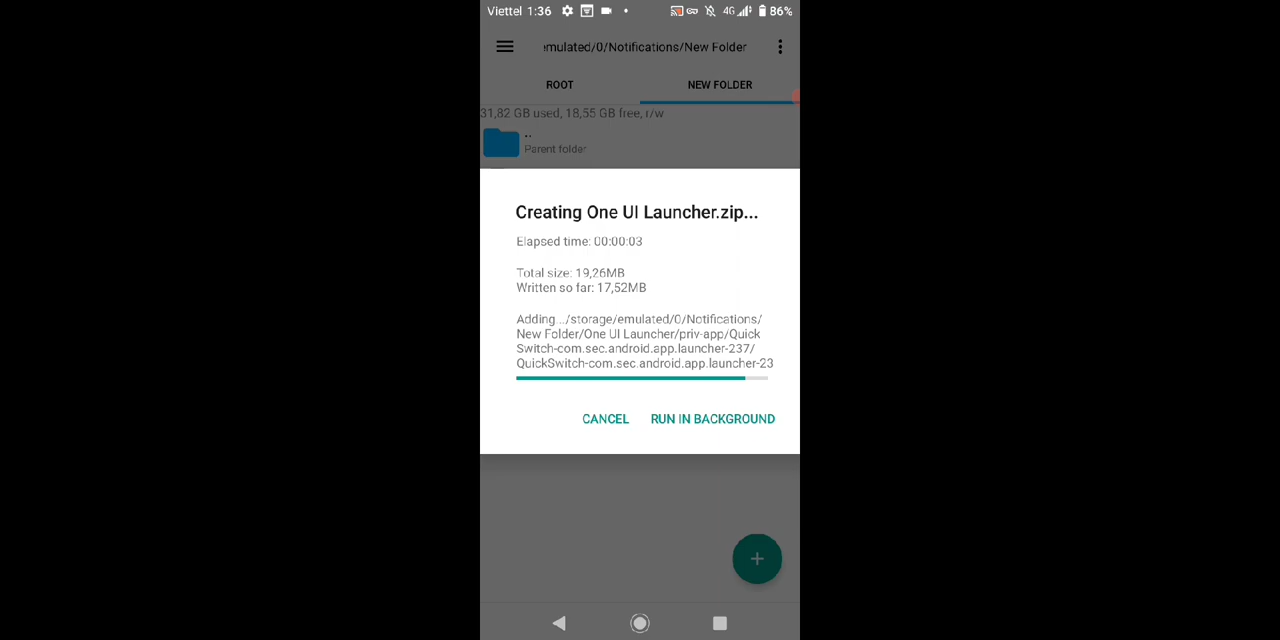 Viettel 1:36 4G 86%
emulated/0/Notifications/New Folder
ROOT NEW FOLDER
31,82 GB used, 18,55 GB free, r/w
..
Parent folder
Creating One UI Launcher.zip...
Elapsed time: 00:00:03
Total size: 19,26MB
Written so far: 17,52MB
Adding ../storage/emulated/0/Notifications/
New Folder/One UI Launcher/priv-app/Quick
Switch-com.sec.android.app.launcher-237/
QuickSwitch-com.sec.android.app.launcher-23
CANCEL RUN IN BACKGROUND